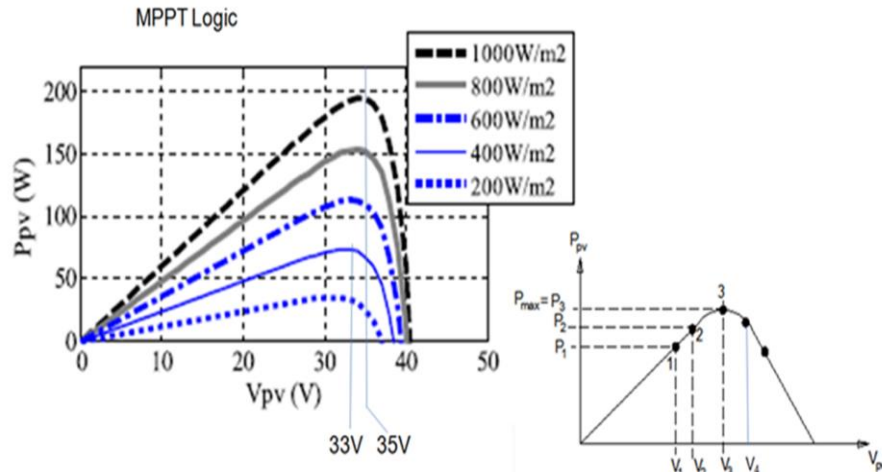 MPPT Logic
1000W/m2
800W/m2
600W/m2
400W/m2
200W/m2
Ppv (W)
200
150
100
50
0
0 10 20 30 40 50
Vpv (V)
33V 35V
Ppv
3
Pmax = P3
P2
2
P1
1
V1 V2 V3 V4